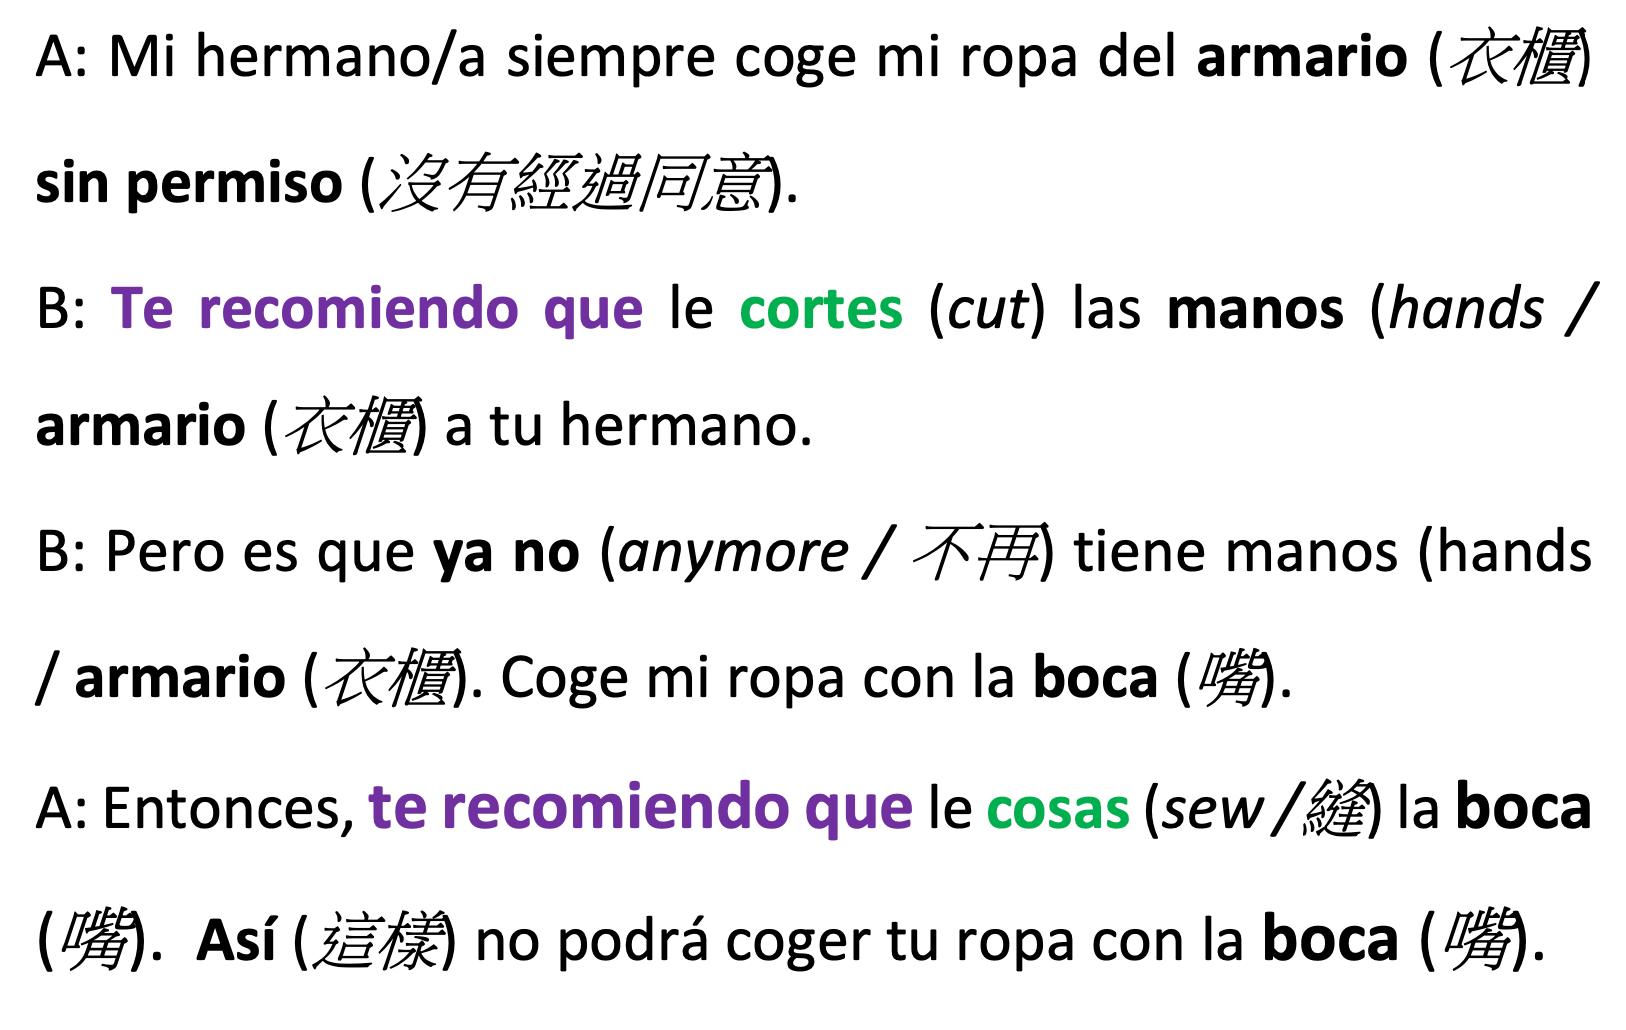 A: Mi hermano/a siempre coge mi ropa del armario (衣櫃)
sin permiso (沒有經過同意).
B: Te recomiendo que le cortes (cut) las manos (hands /
armario (衣櫃) a tu hermano.
B: Pero es que ya no (anymore / 不再) tiene manos (hands
/ armario (衣櫃). Coge mi ropa con la boca (嘴).
A: Entonces, te recomiendo que le cosas (sew /縫) la boca
(嘴). Así (這樣) no podrá coger tu ropa con la boca (嘴).